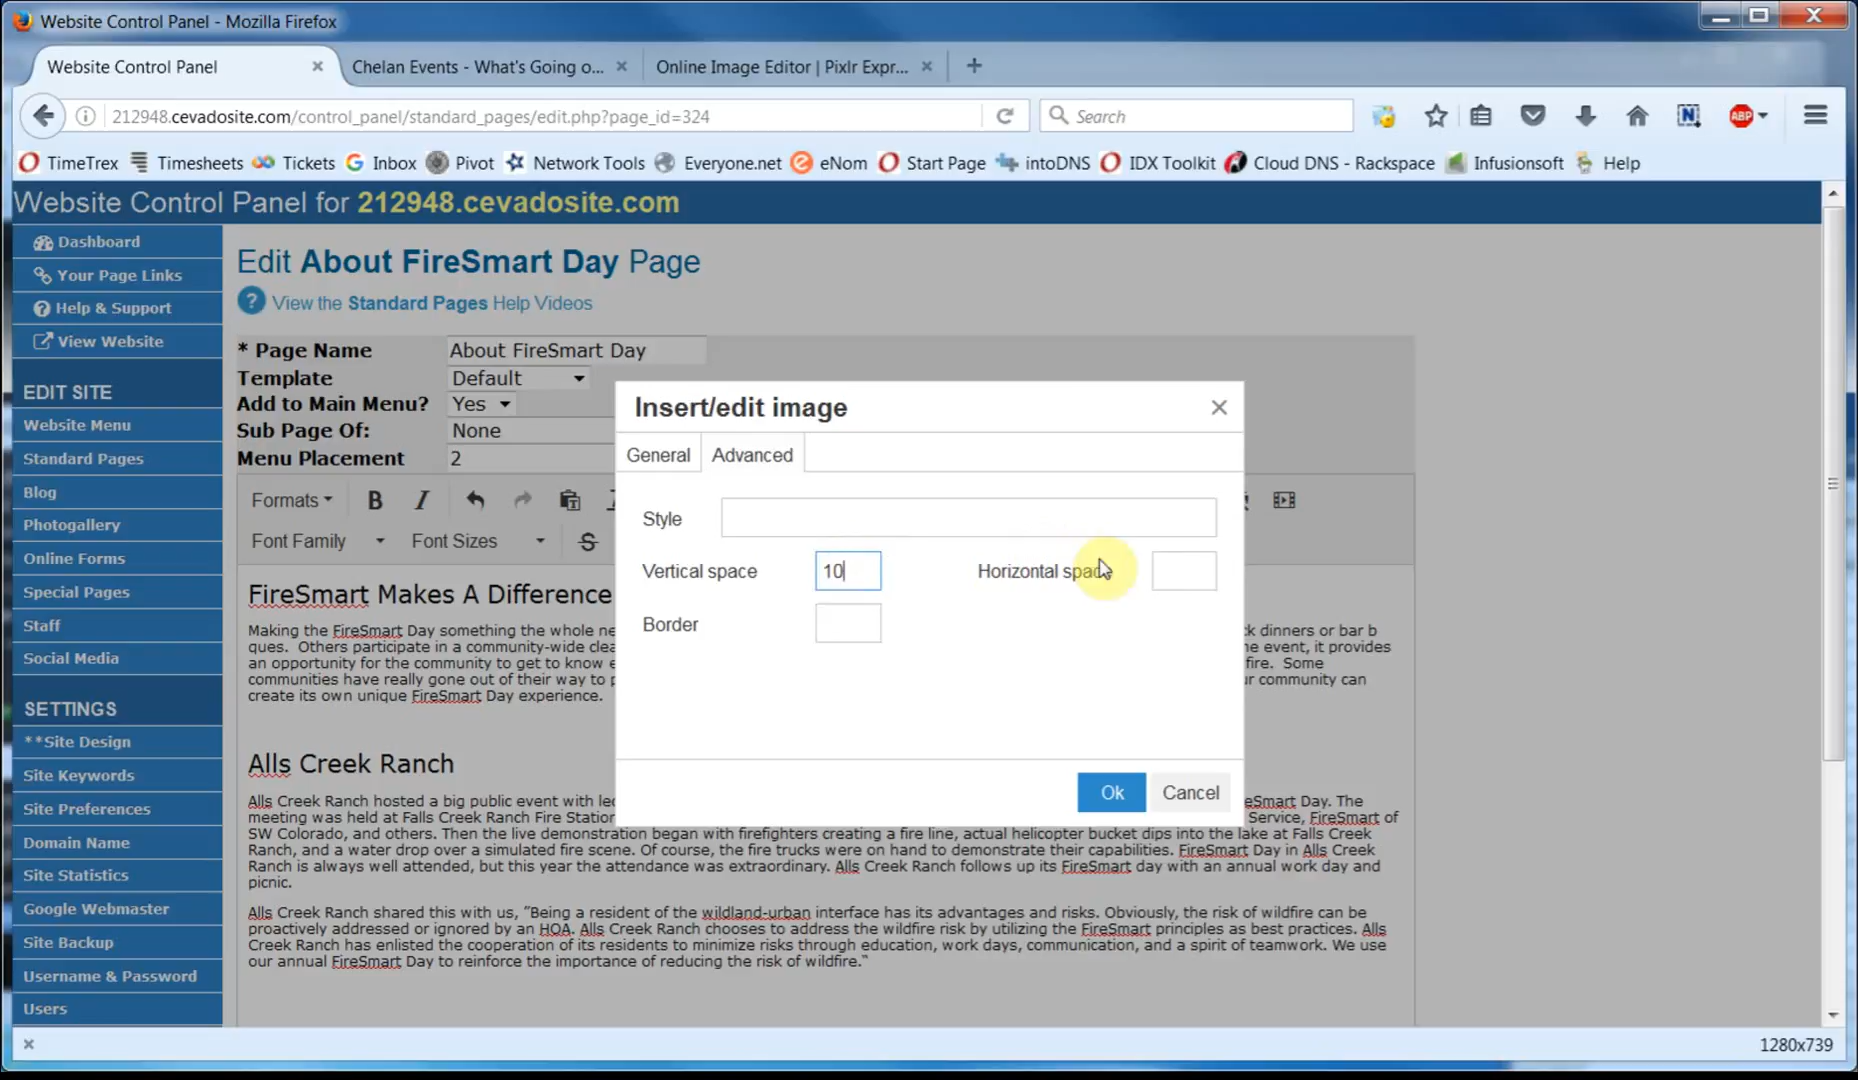 Website Control Panel - Mozilla Firefox
Website Control Panel
Chelan Events - What's Going o...
Online Image Editor | Pixlr Expr...
212948.cevadosite.com/control_panel/standard_pages/edit.php?page_id=324
Search
ABP
TimeTrex Timesheets Tickets Inbox Pivot Network Tools Everyone.net eNom Start Page intoDNS IDX Toolkit Cloud DNS - Rackspace Infusionsoft Help
Website Control Panel for 212948.cevadosite.com
Dashboard
Your Page Links
Help & Support
View Website
EDIT SITE
Website Menu
Standard Pages
Blog
Photogallery
Online Forms
Special Pages
Staff
Social Media
SETTINGS
**Site Design
Site Keywords
Site Preferences
Domain Name
Site Statistics
Google Webmaster
Site Backup
Username & Password
Users
Edit About FireSmart Day Page
View the Standard Pages Help Videos
* Page Name About FireSmart Day
Template Default
Add to Main Menu? Yes
Sub Page Of: None
Menu Placement 2
Formats
Font Family Font Sizes
Insert/edit image
General Advanced
Style
Vertical space 10 Horizontal space
Border
Ok Cancel
FireSmart Makes A Difference
Making the FireSmart Day something the whole ne ck dinners or bar b
ques. Others participate in a community-wide clea he event, it provides
an opportunity for the community to get to know e fire. Some
communities have really gone out of their way to p ur community can
create its own unique FireSmart Day experience.
Alls Creek Ranch
Alls Creek Ranch hosted a big public event with lec eSmart Day. The
meeting was held at Falls Creek Ranch Fire Station Service, FireSmart of
SW Colorado, and others. Then the live demonstration began with firefighters creating a fire line, actual helicopter bucket dips into the lake at Falls Creek
Ranch, and a water drop over a simulated fire scene. Of course, the fire trucks were on hand to demonstrate their capabilities. FireSmart Day in Alls Creek
Ranch is always well attended, but this year the attendance was extraordinary. Alls Creek Ranch follows up its FireSmart day with an annual work day and
picnic.
Alls Creek Ranch shared this with us, "Being a resident of the wildland-urban interface has its advantages and risks. Obviously, the risk of wildfire can be
proactively addressed or ignored by an HOA. Alls Creek Ranch chooses to address the wildfire risk by utilizing the FireSmart principles as best practices. Alls
Creek Ranch has enlisted the cooperation of its residents to minimize risks through education, work days, communication, and a spirit of teamwork. We use
our annual FireSmart Day to reinforce the importance of reducing the risk of wildfire."
1280x739